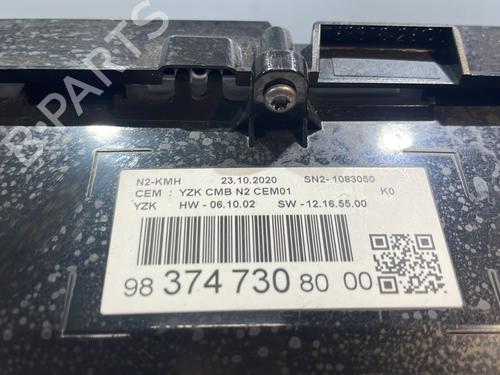 B-PARTS
N2-KMH 23.10.2020 SN2-1083050
CEM : YZK CMB N2 CEM01 K0
YZK HW - 06.10.02 SW - 12.16.55.00
98 374 730 80 00